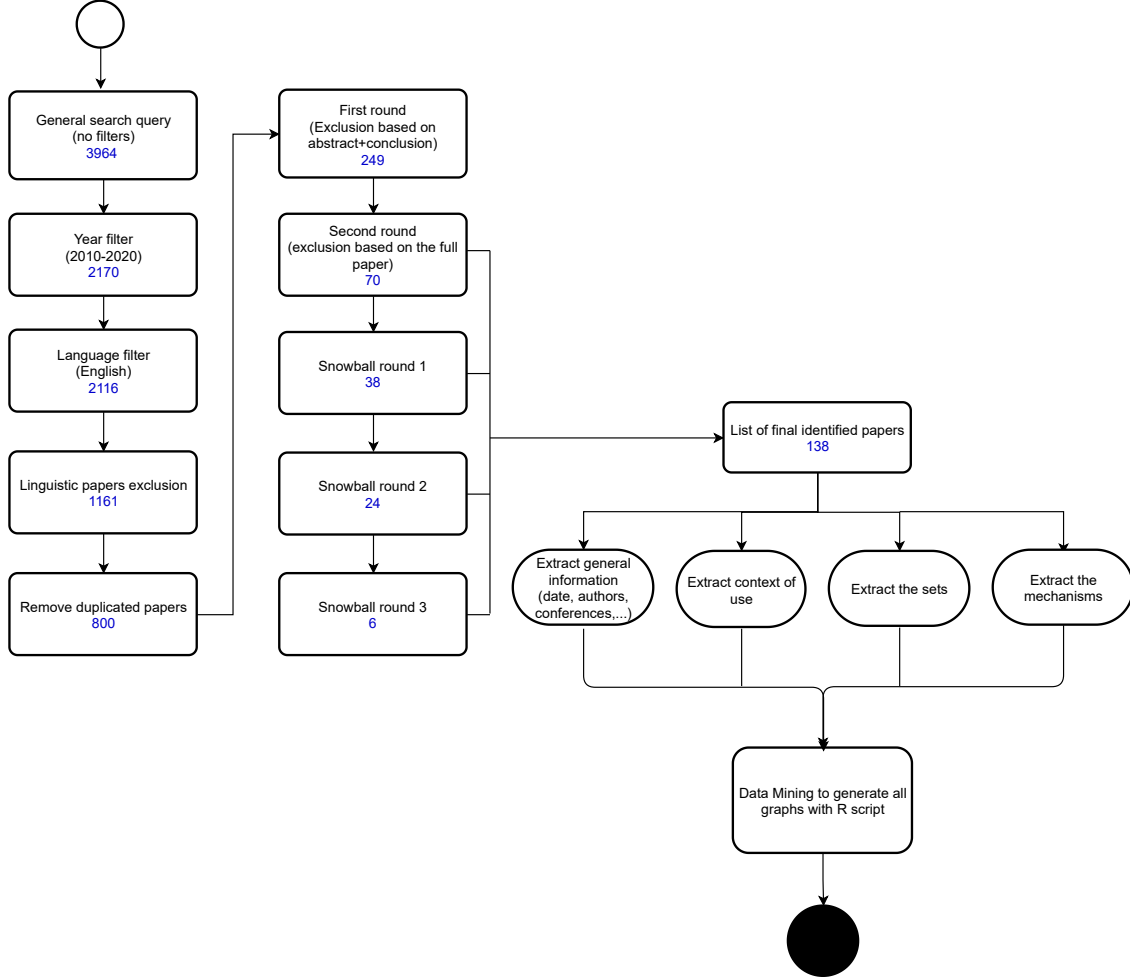 General search query
(no filters)
3964
Year filter
(2010-2020)
2170
Language filter
(English)
2116
Linguistic papers exclusion
1161
Remove duplicated papers
800
First round
(Exclusion based on
abstract+conclusion)
249
Second round
(exclusion based on the full
paper)
70
Snowball round 1
38
Snowball round 2
24
Snowball round 3
6
List of final identified papers
138
Extract general
information
(date, authors,
conferences,...)
Extract context of
use
Extract the sets
Extract the
mechanisms
Data Mining to generate all
graphs with R script